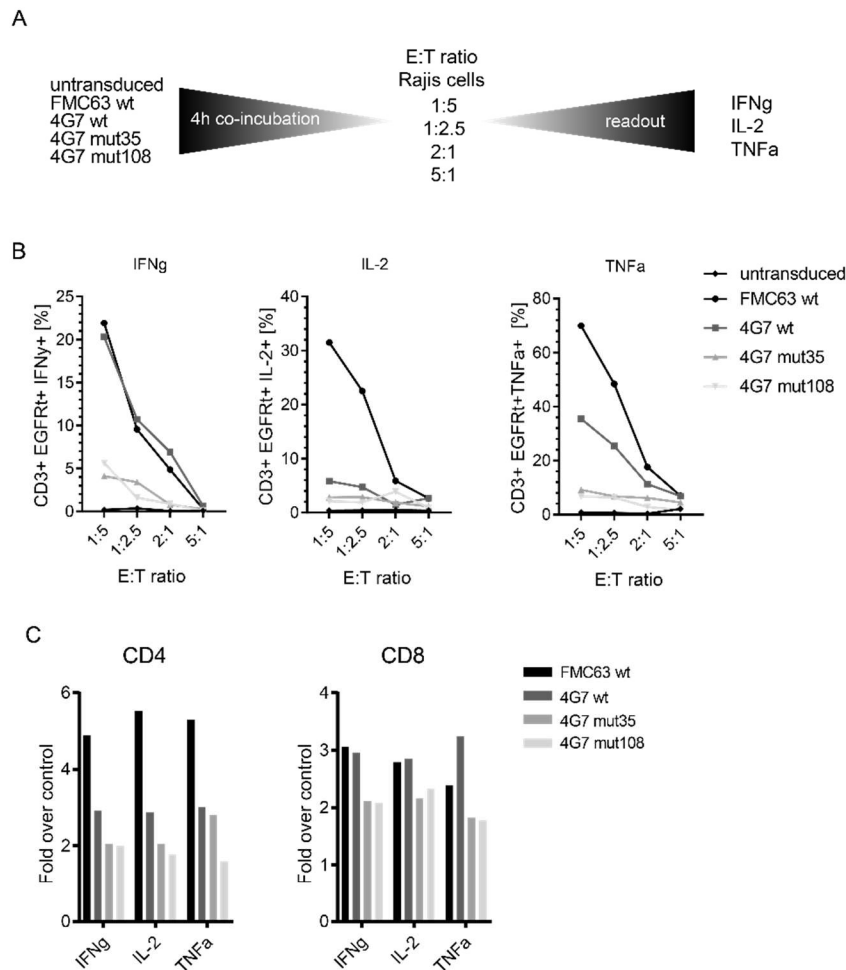 A
untransduced
FMC63 wt
4G7 wt
4G7 mut35
4G7 mut108
4h co-incubation
E:T ratio
Rajis cells
1:5
1:2.5
2:1
5:1
readout
IFNg
IL-2
TNFa
B
IFNg
CD3+ EGFRt+ IFNy+ [%]
25
20
15
10
5
0
1:5
1:2.5
2:1
5:1
E:T ratio
IL-2
CD3+ EGFRt+ IL-2+ [%]
40
30
20
10
0
1:5
1:2.5
2:1
5:1
E:T ratio
TNFa
CD3+ EGFRt+TNFa+ [%]
80
60
40
20
0
1:5
1:2.5
2:1
5:1
E:T ratio
untransduced
FMC63 wt
4G7 wt
4G7 mut35
4G7 mut108
C
CD4
Fold over control
6
4
2
0
IFNg
IL-2
TNFa
CD8
Fold over control
4
3
2
1
0
IFNg
IL-2
TNFa
FMC63 wt
4G7 wt
4G7 mut35
4G7 mut108